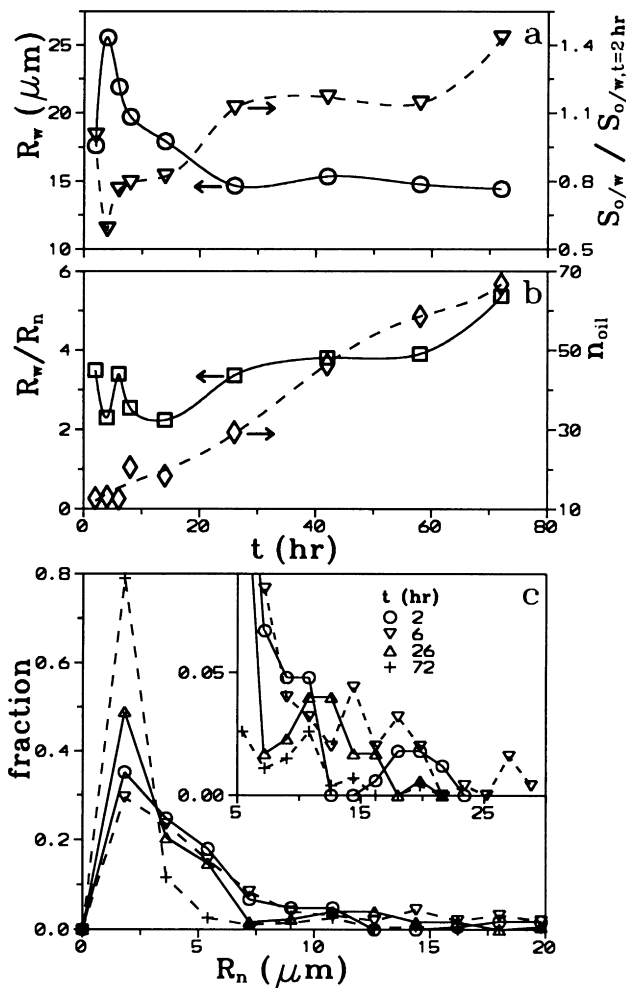 a
25
20
15
10
R_w (μm)
1.4
1.1
0.8
0.5
S_o/w / S_o/w,t=2 hr
b
6
4
2
0
R_w/R_n
70
50
30
10
n_oil
0 20 40 60 80
t (hr)
c
0.8
0.6
0.4
0.2
0.0
fraction
t (hr)
2
6
26
72
0.05
0.00
5 15 25
0 5 10 15 20
R_n (μm)